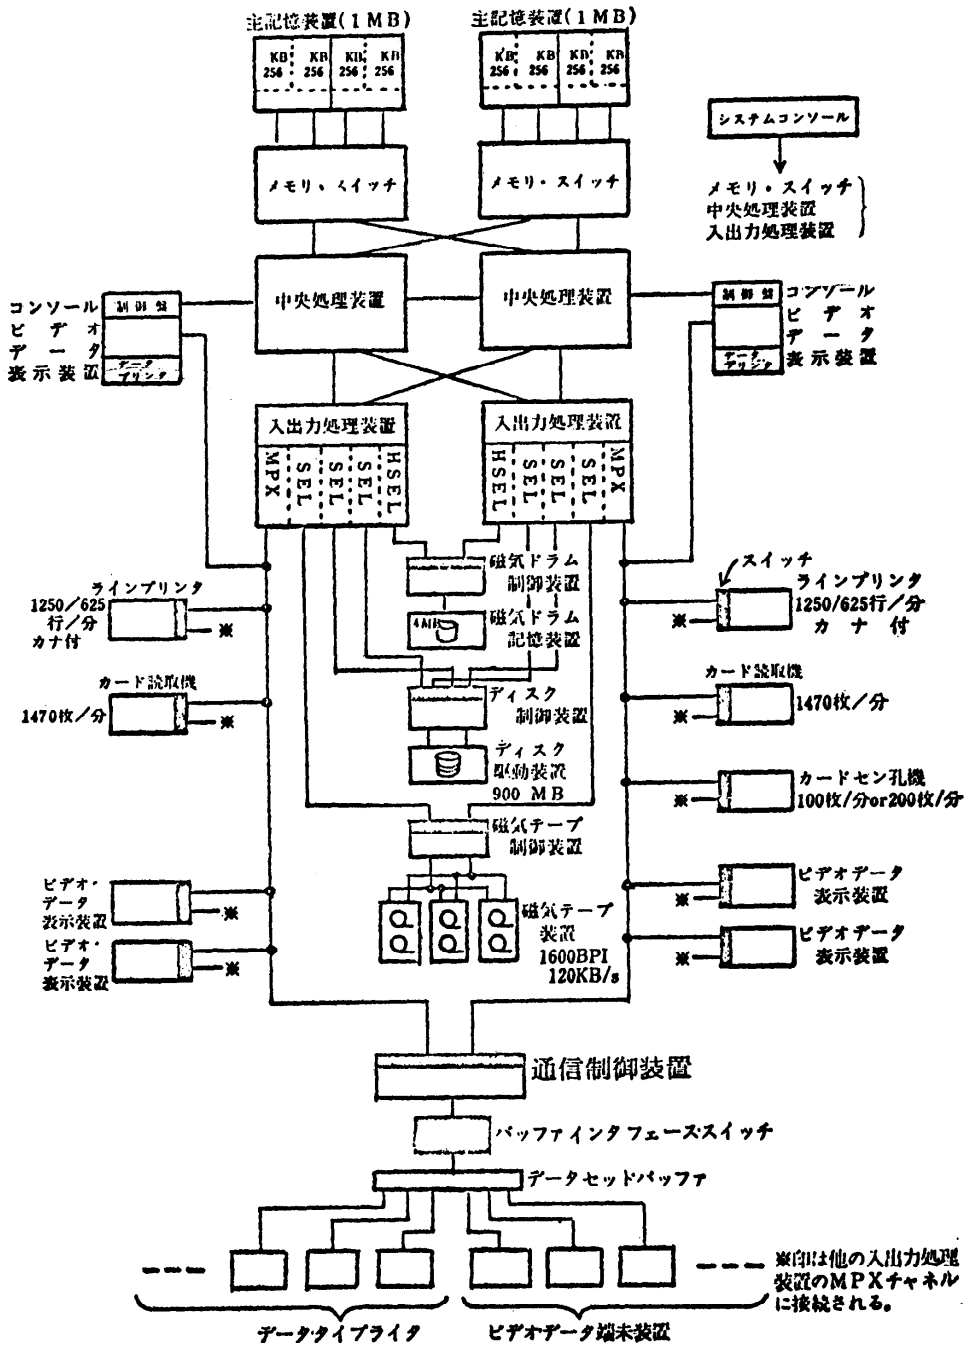 主記憶装置(1MB)
主記憶装置(1MB)
KB KB KB KB
256 256 256 256
KB KB KB KB
256 256 256 256
システムコンソール
メモリ・スイッチ
メモリ・スイッチ
メモリ・スイッチ
中央処理装置
入出力処理装置
中央処理装置
中央処理装置
コンソール
ビデオ
データ
表示装置
制御盤
データ
プリンタ
制御盤
データ
プリンタ
コンソール
ビデオ
データ
表示装置
入出力処理装置
MPX SEL SEL SEL HSEL
入出力処理装置
HSEL SEL SEL SEL MPX
磁気ドラム
制御装置
スイッチ
ラインプリンタ
1250/625
行/分
カナ付
※
4MB
磁気ドラム
記憶装置
※
ラインプリンタ
1250/625行/分
カナ付
カード読取機
1470枚/分
※
ディスク
制御装置
カード読取機
※
1470枚/分
ディスク
駆動装置
900MB
※
カードセン孔機
100枚/分or200枚/分
磁気テープ
制御装置
ビデオ・
データ
表示装置
※
※
ビデオデータ
表示装置
磁気テープ
装置
1600BPI
120KB/s
ビデオ・
データ
表示装置
※
※
ビデオデータ
表示装置
通信制御装置
バッファインタフェーススイッチ
データセッドバッファ
※印は他の入出力処理
装置のMPXチャネル
に接続される。
データタイプライタ
ビデオデータ端未装置